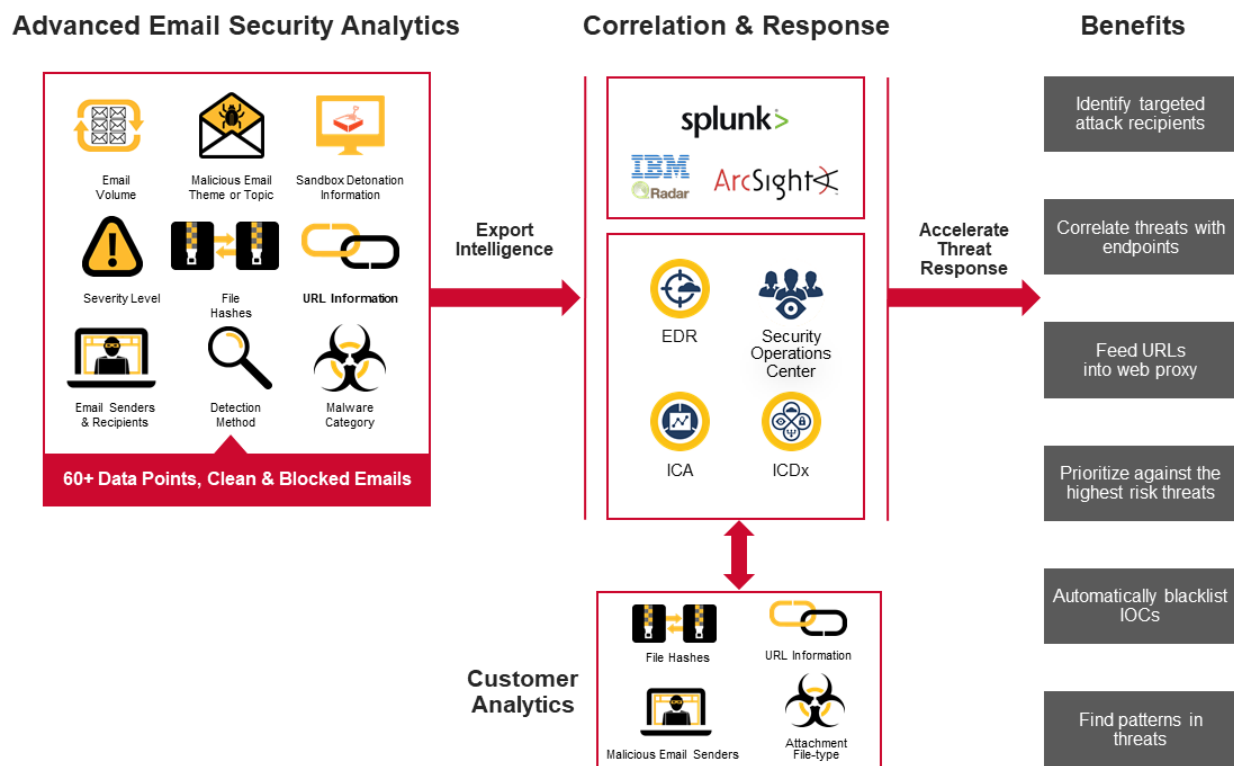 Advanced Email Security Analytics
Correlation & Response
Benefits
Email
Volume
Malicious Email
Theme or Topic
Sandbox Detonation
Information
Severity Level
File
Hashes
URL Information
Email Senders
& Recipients
Detection
Method
Malware
Category
60+ Data Points, Clean & Blocked Emails
Export
Intelligence
splunk>
IBM
QRadar
ArcSight
EDR
Security
Operations
Center
ICA
ICDx
Accelerate
Threat
Response
Customer
Analytics
File Hashes
URL Information
Malicious Email Senders
Attachment
File-type
Identify targeted
attack recipients
Correlate threats with
endpoints
Feed URLs
into web proxy
Prioritize against the
highest risk threats
Automatically blacklist
IOCs
Find patterns in
threats